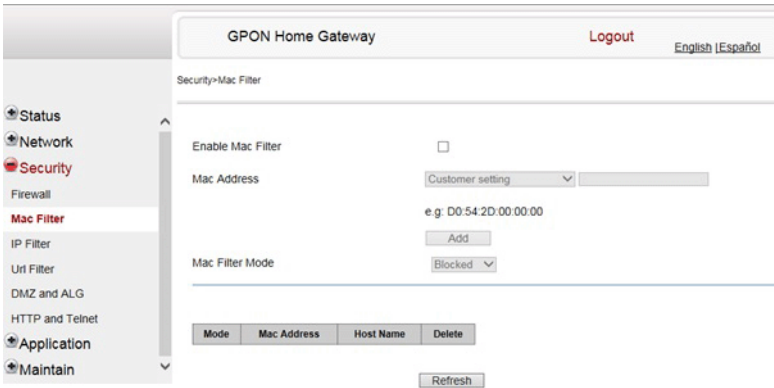 GPON Home Gateway
Logout
English |Español
Security>Mac Filter
Status
Network
Security
Firewall
Mac Filter
IP Filter
Url Filter
DMZ and ALG
HTTP and Telnet
Application
Maintain
Enable Mac Filter
Mac Address
Customer setting
e.g: D0:54:2D:00:00:00
Add
Mac Filter Mode
Blocked
Mode Mac Address Host Name Delete
Refresh